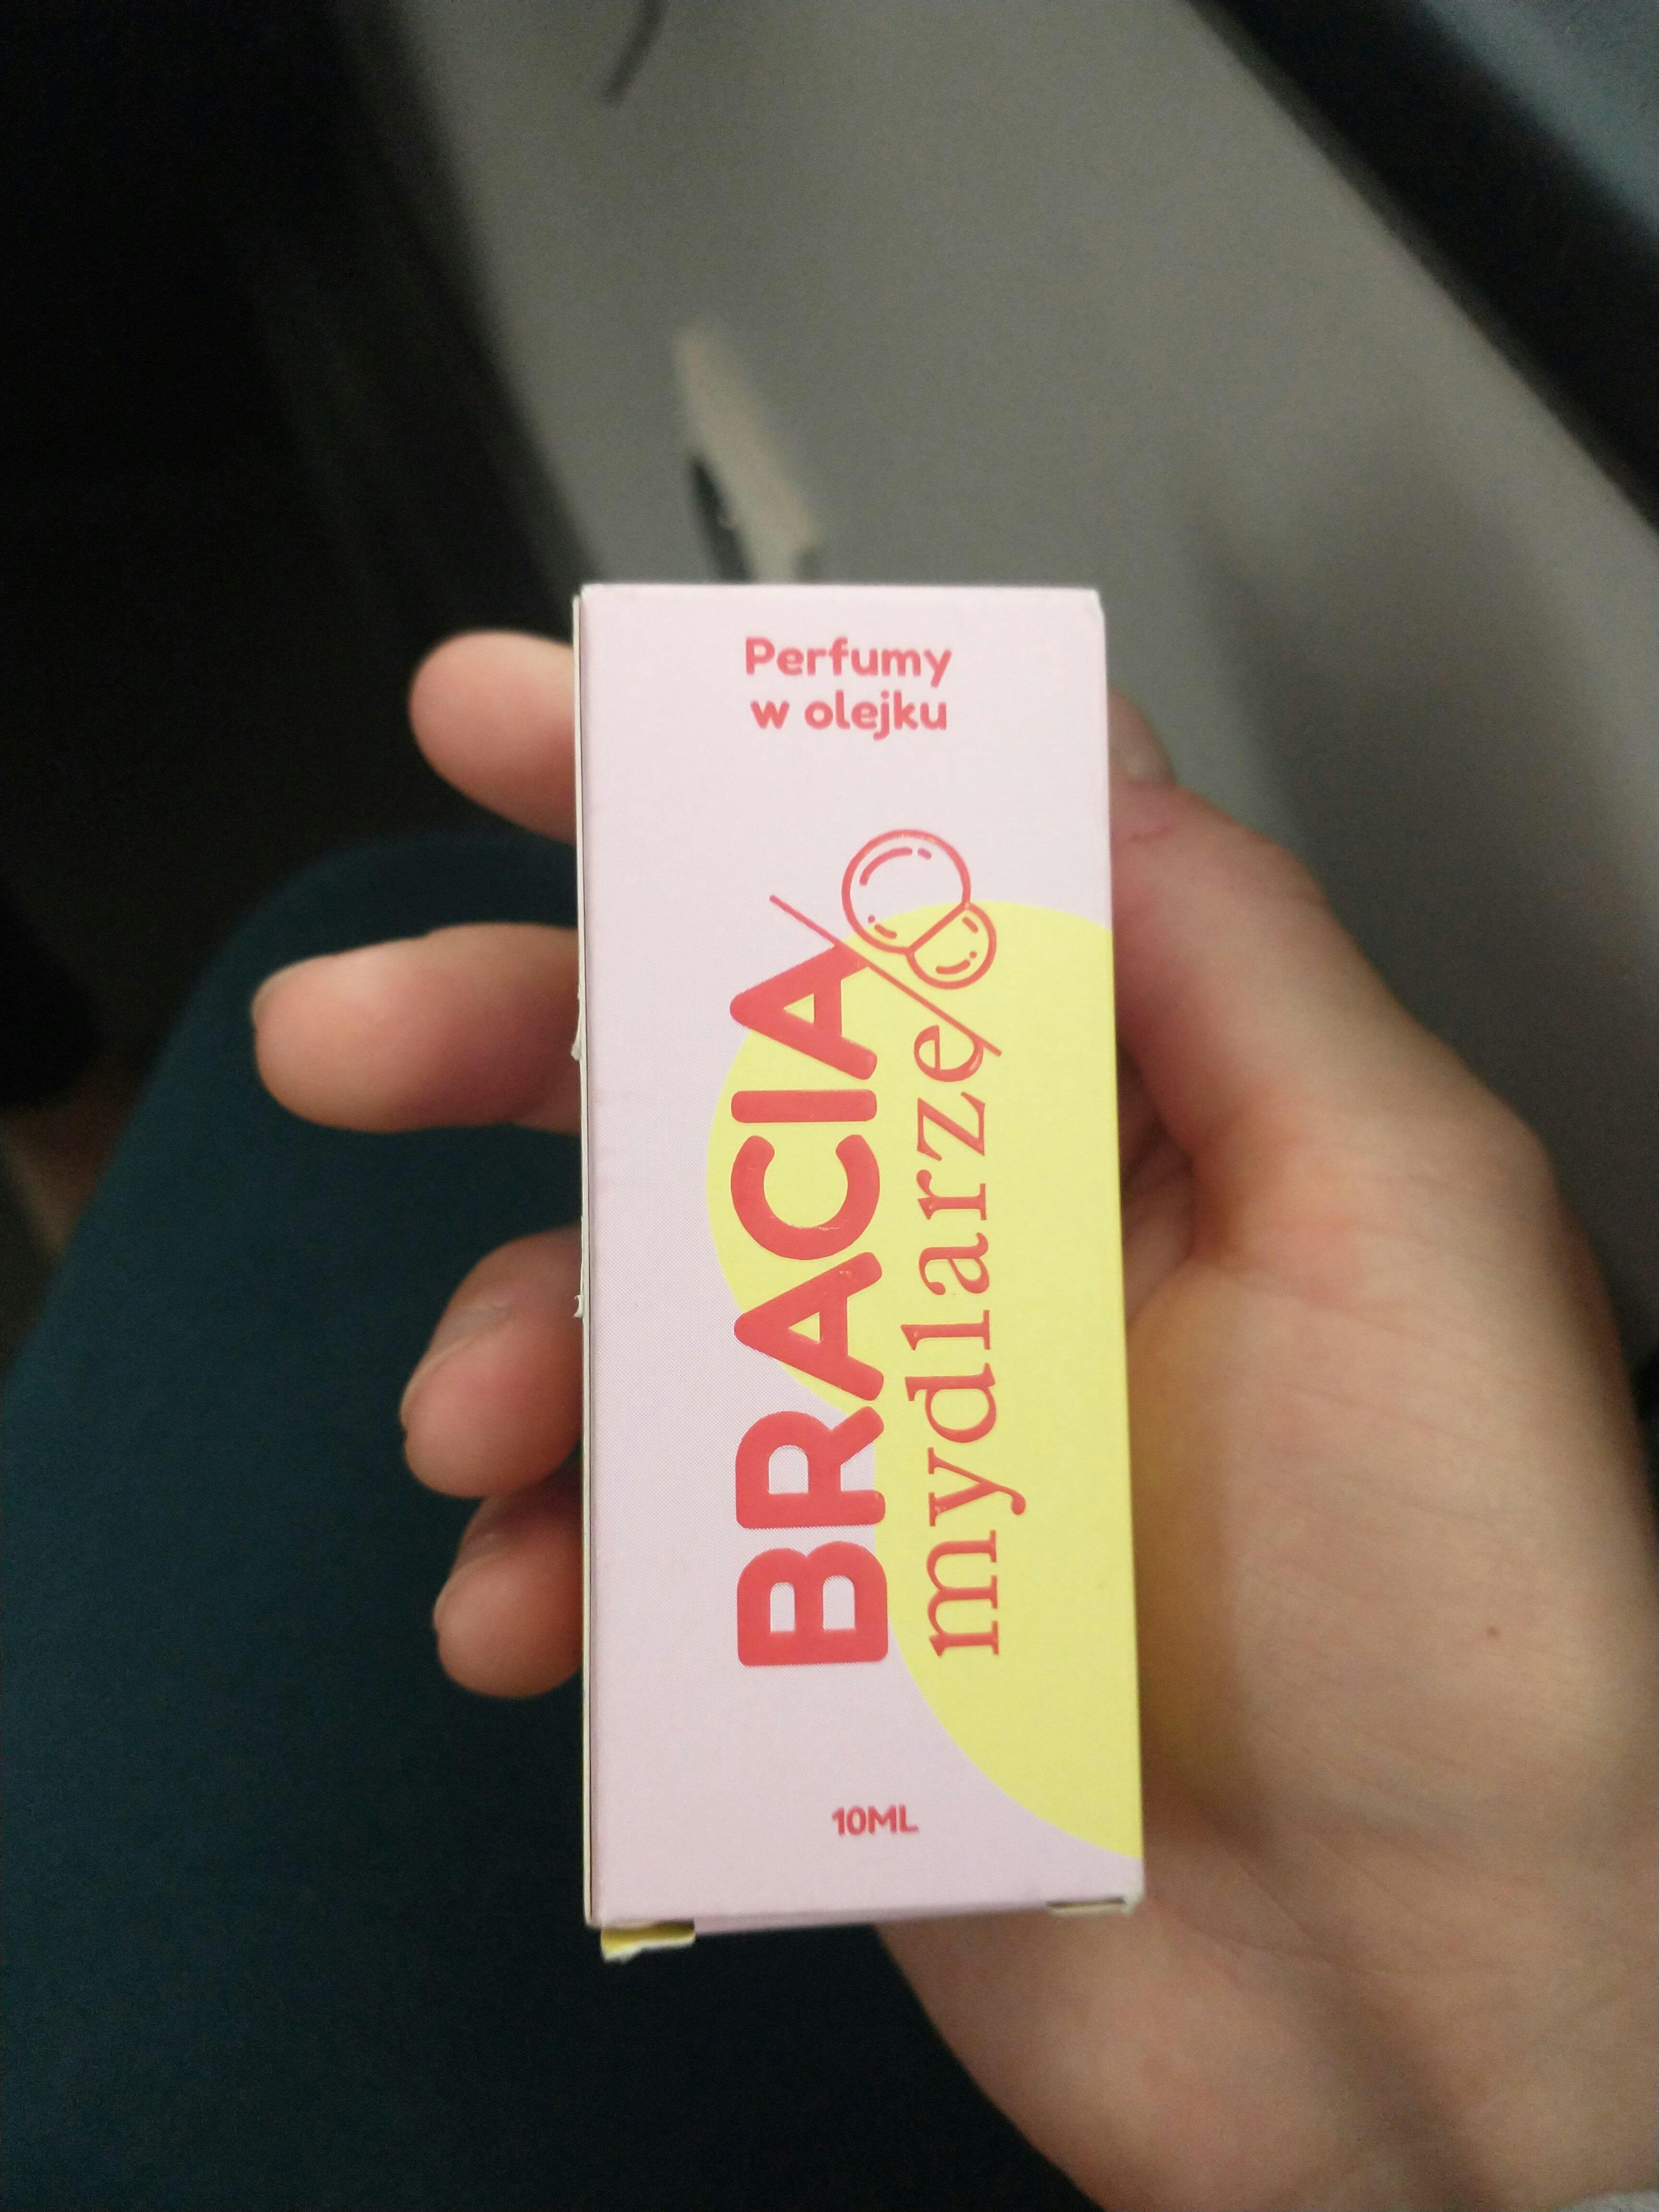 Perfumy
w olejku
BRACIA
mydlarze
10ML